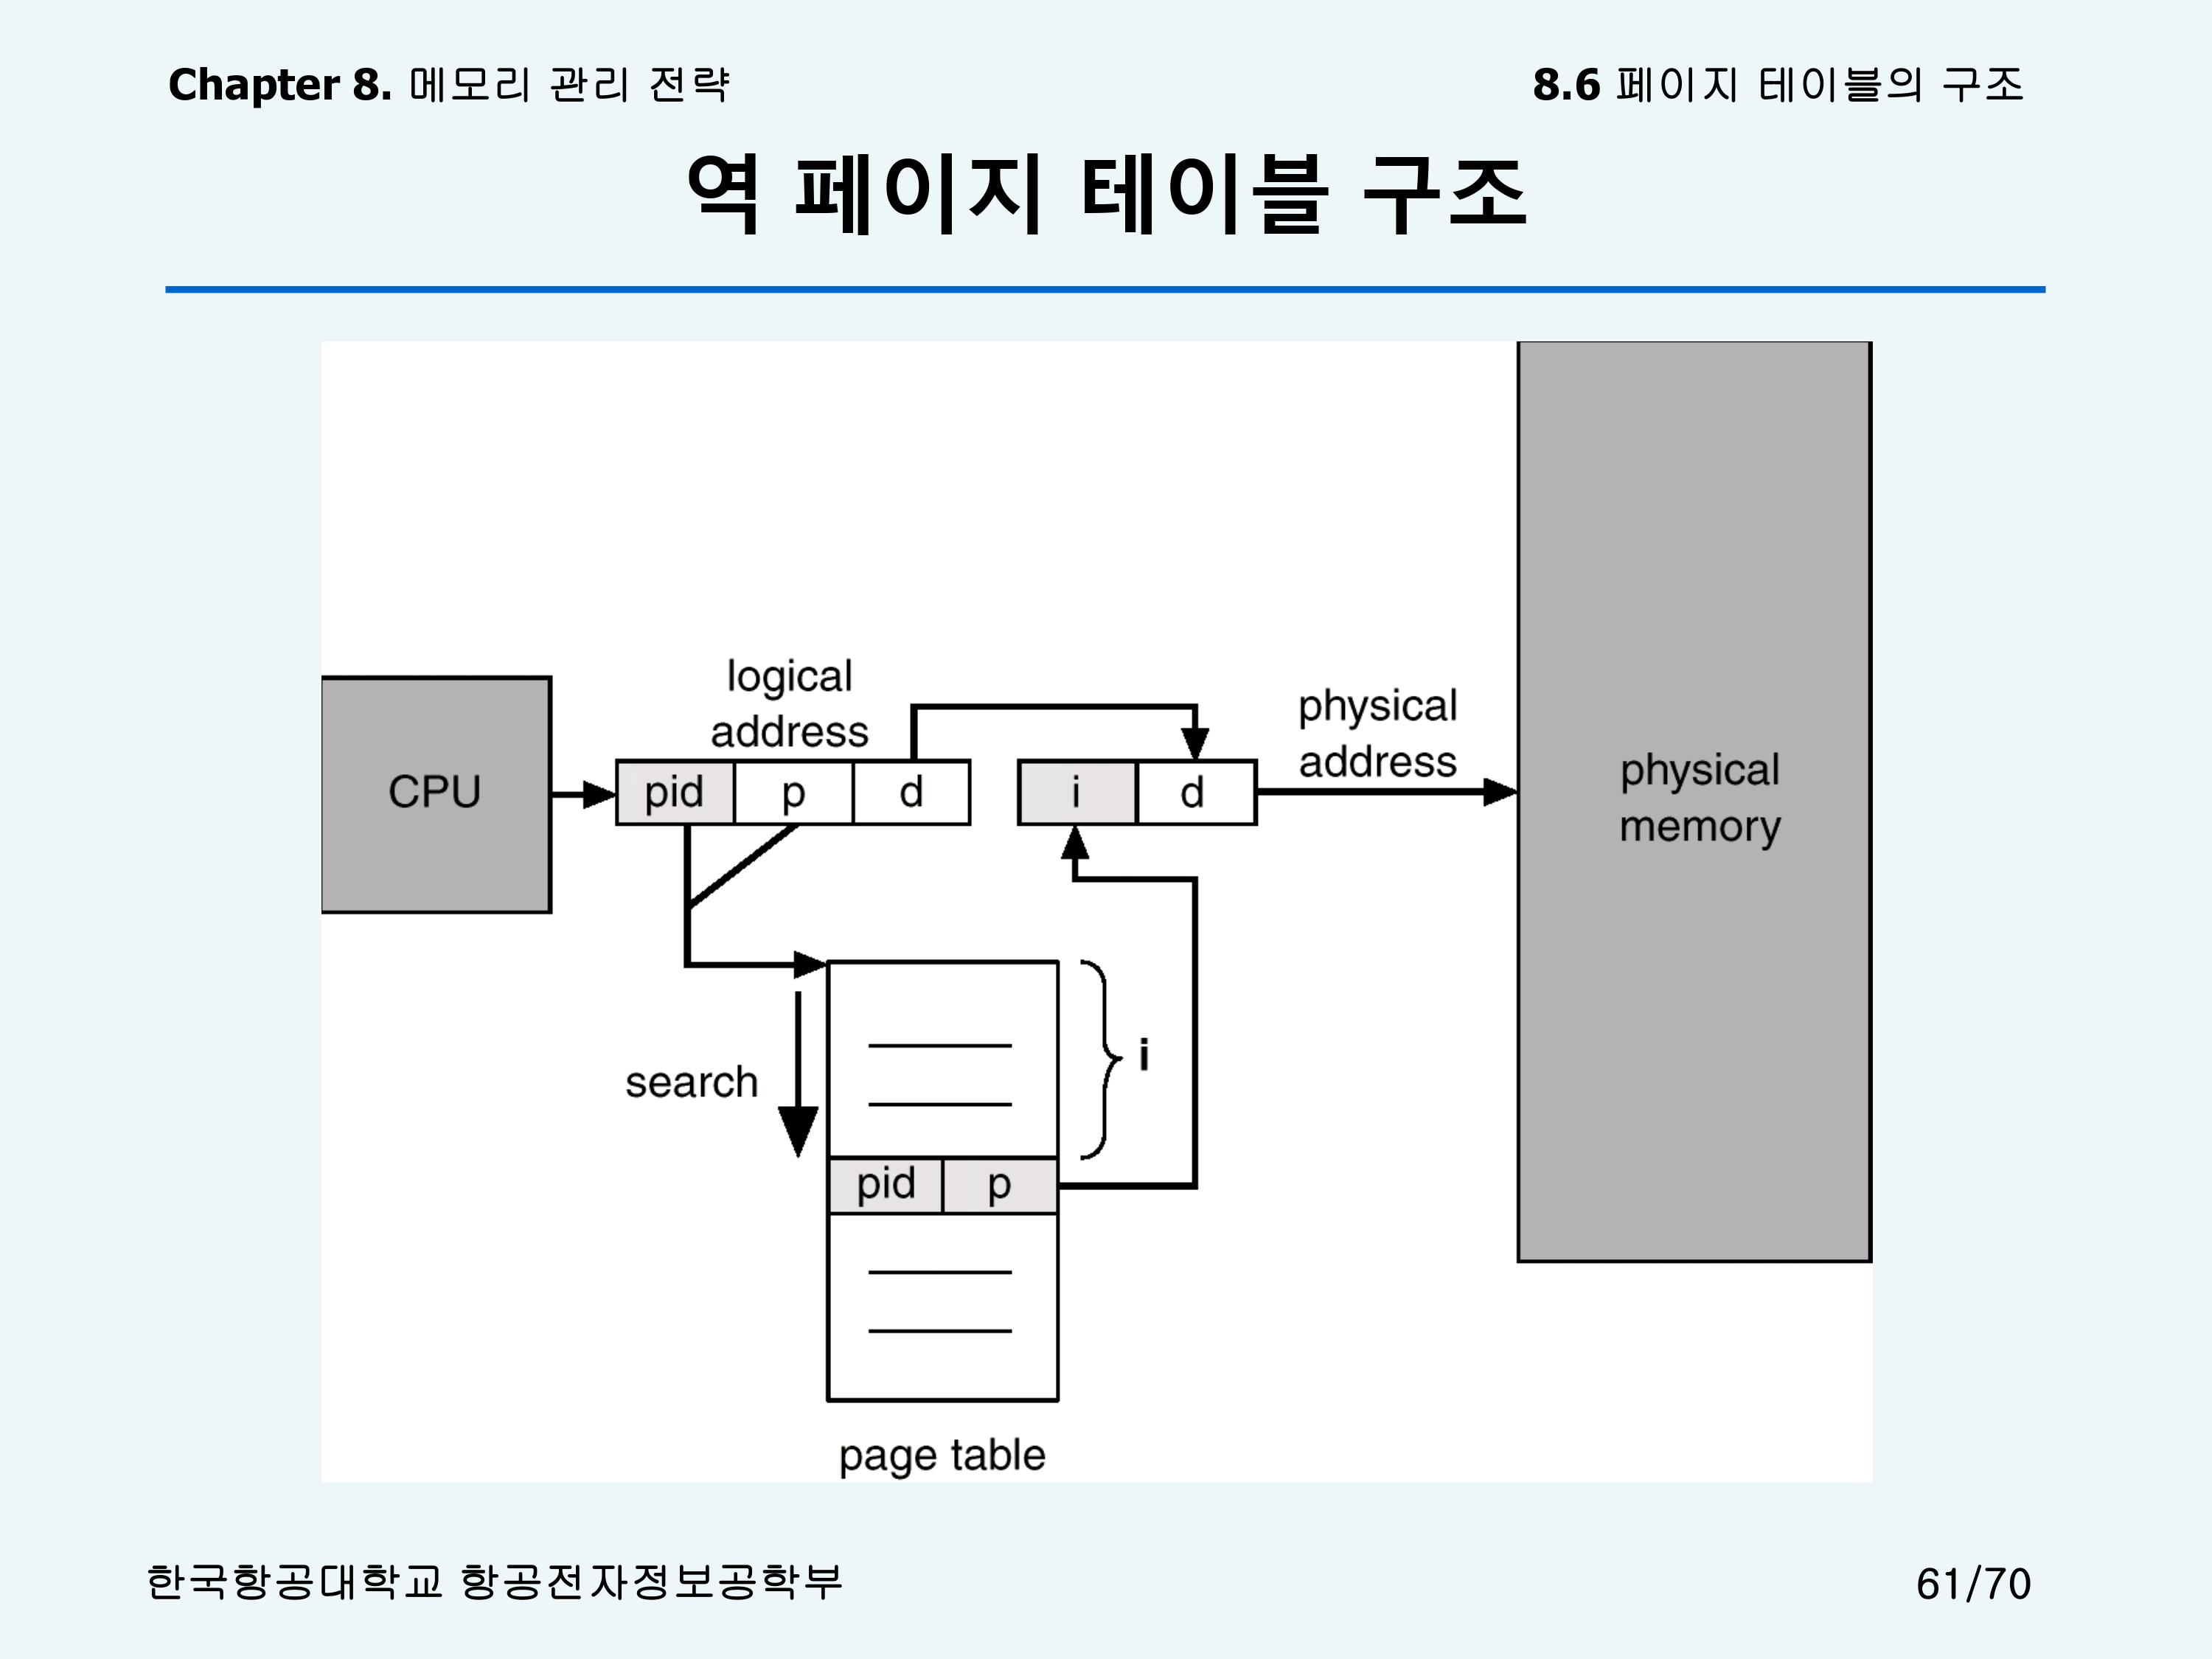 Chapter 8. 메모리 관리 전략
8.6 페이지 테이블의 구조
역 페이지 테이블 구조
logical
address
physical
address
CPU
pid p d
i d
physical
memory
search
i
pid p
page table
한국항공대학교 항공전자정보공학부
61/70